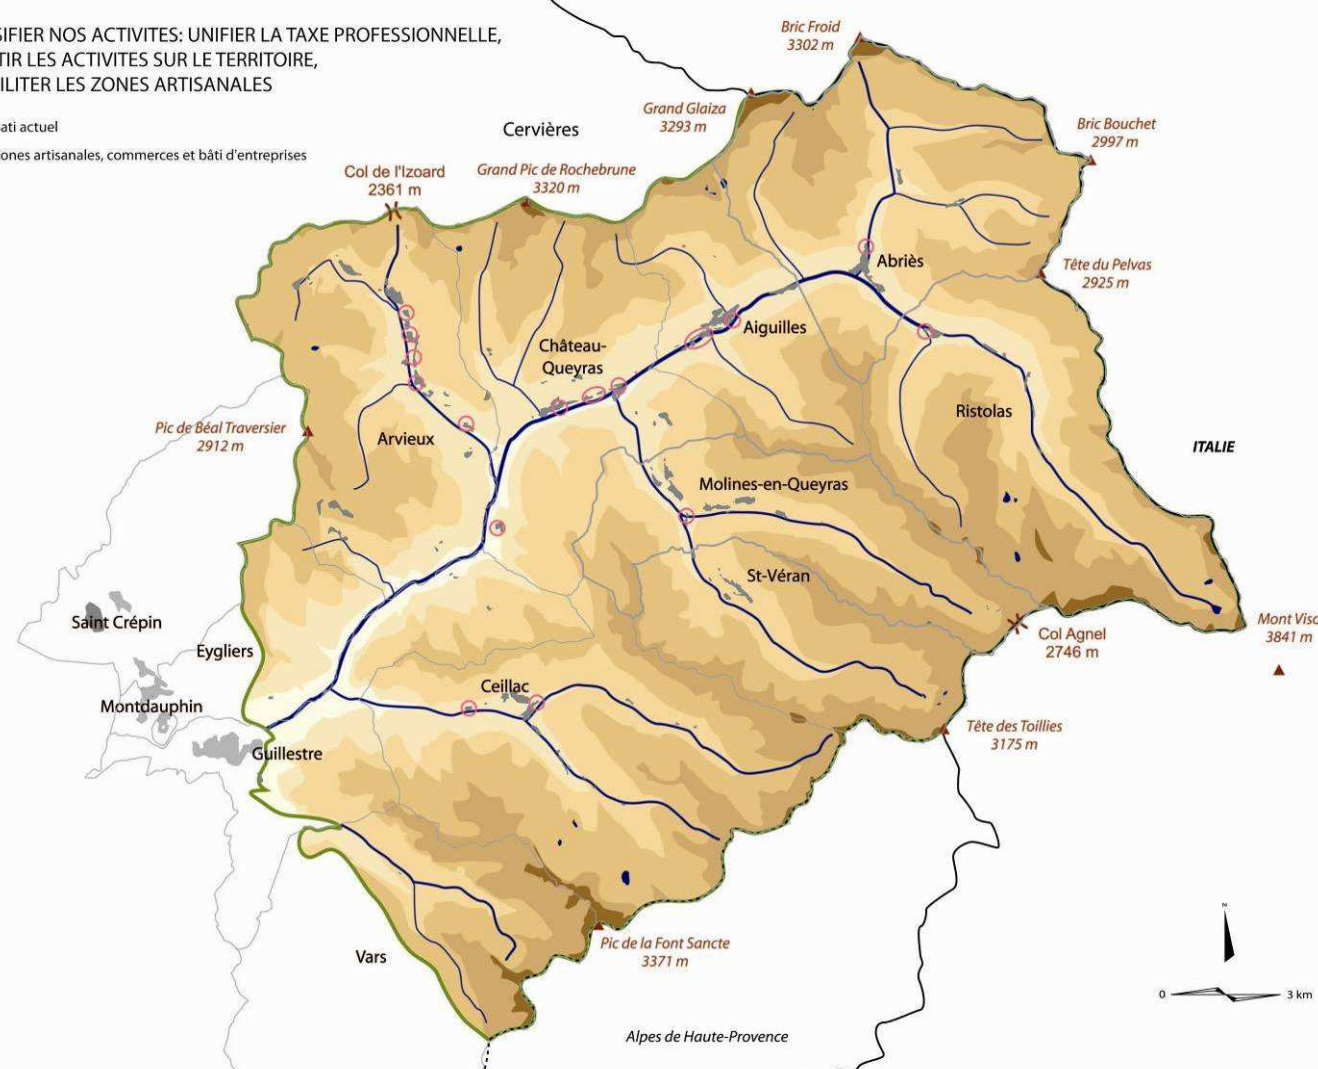 SIFIER NOS ACTIVITES: UNIFIER LA TAXE PROFESSIONNELLE,
TIR LES ACTIVITES SUR LE TERRITOIRE,
ILITER LES ZONES ARTISANALES
ati actuel
ones artisanales, commerces et bâti d'entreprises
Bric Froid
3302 m
Grand Glaiza
3293 m
Bric Bouchet
2997 m
Cervières
Col de l'Izoard
2361 m
Grand Pic de Rochebrune
3320 m
Abriès
Tête du Pelvas
2925 m
Aiguilles
Château-
Queyras
Ristolas
Pic de Béal Traversier
2912 m
Arvieux
ITALIE
Molines-en-Queyras
St-Véran
Saint Crépin
Eygliers
Col Agnel
2746 m
Mont Viso
3841 m
Ceillac
Montdauphin
Tête des Toillies
3175 m
Guillestre
Vars
Pic de la Font Sancte
3371 m
N
0 3 km
Alpes de Haute-Provence